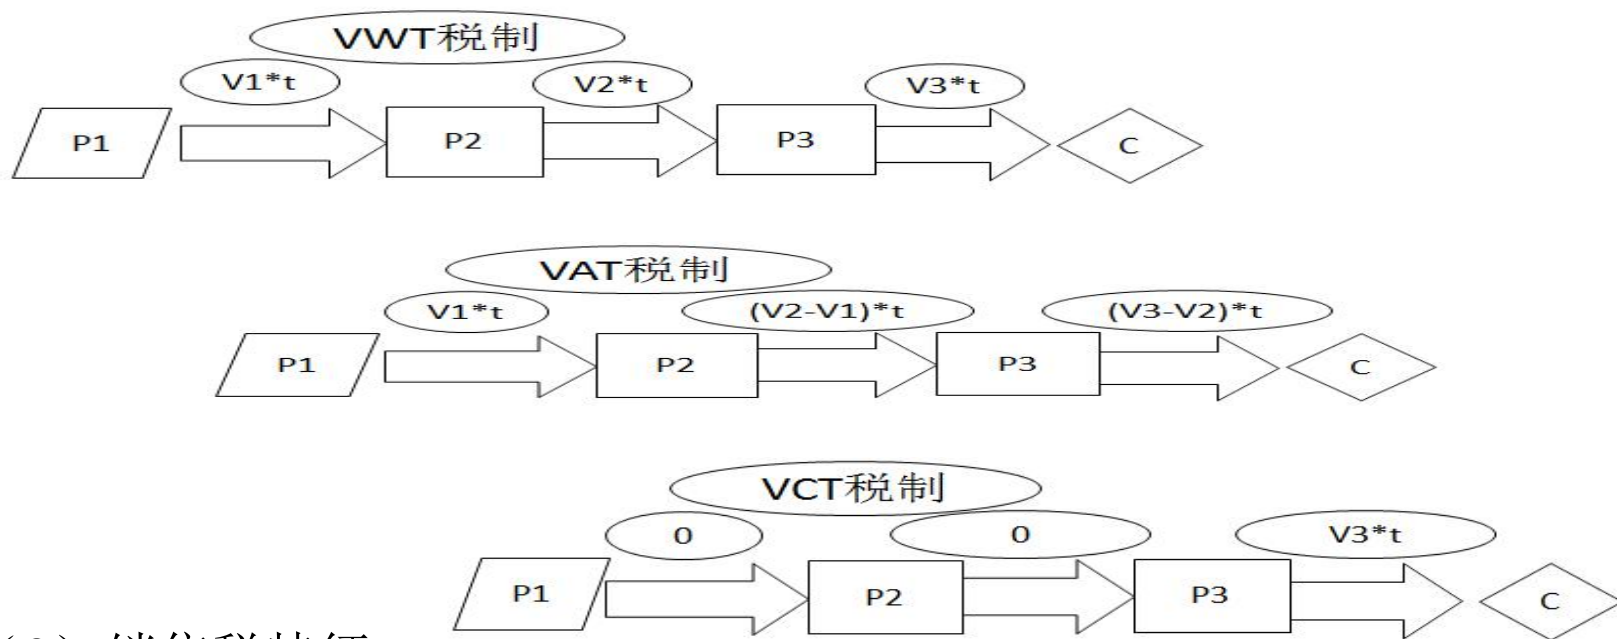 VWT税制
V1*t V2*t V3*t
P1 P2 P3 C
VAT税制
V1*t (V2-V1)*t (V3-V2)*t
P1 P2 P3 C
VCT税制
0 0 V3*t
P1 P2 P3 C